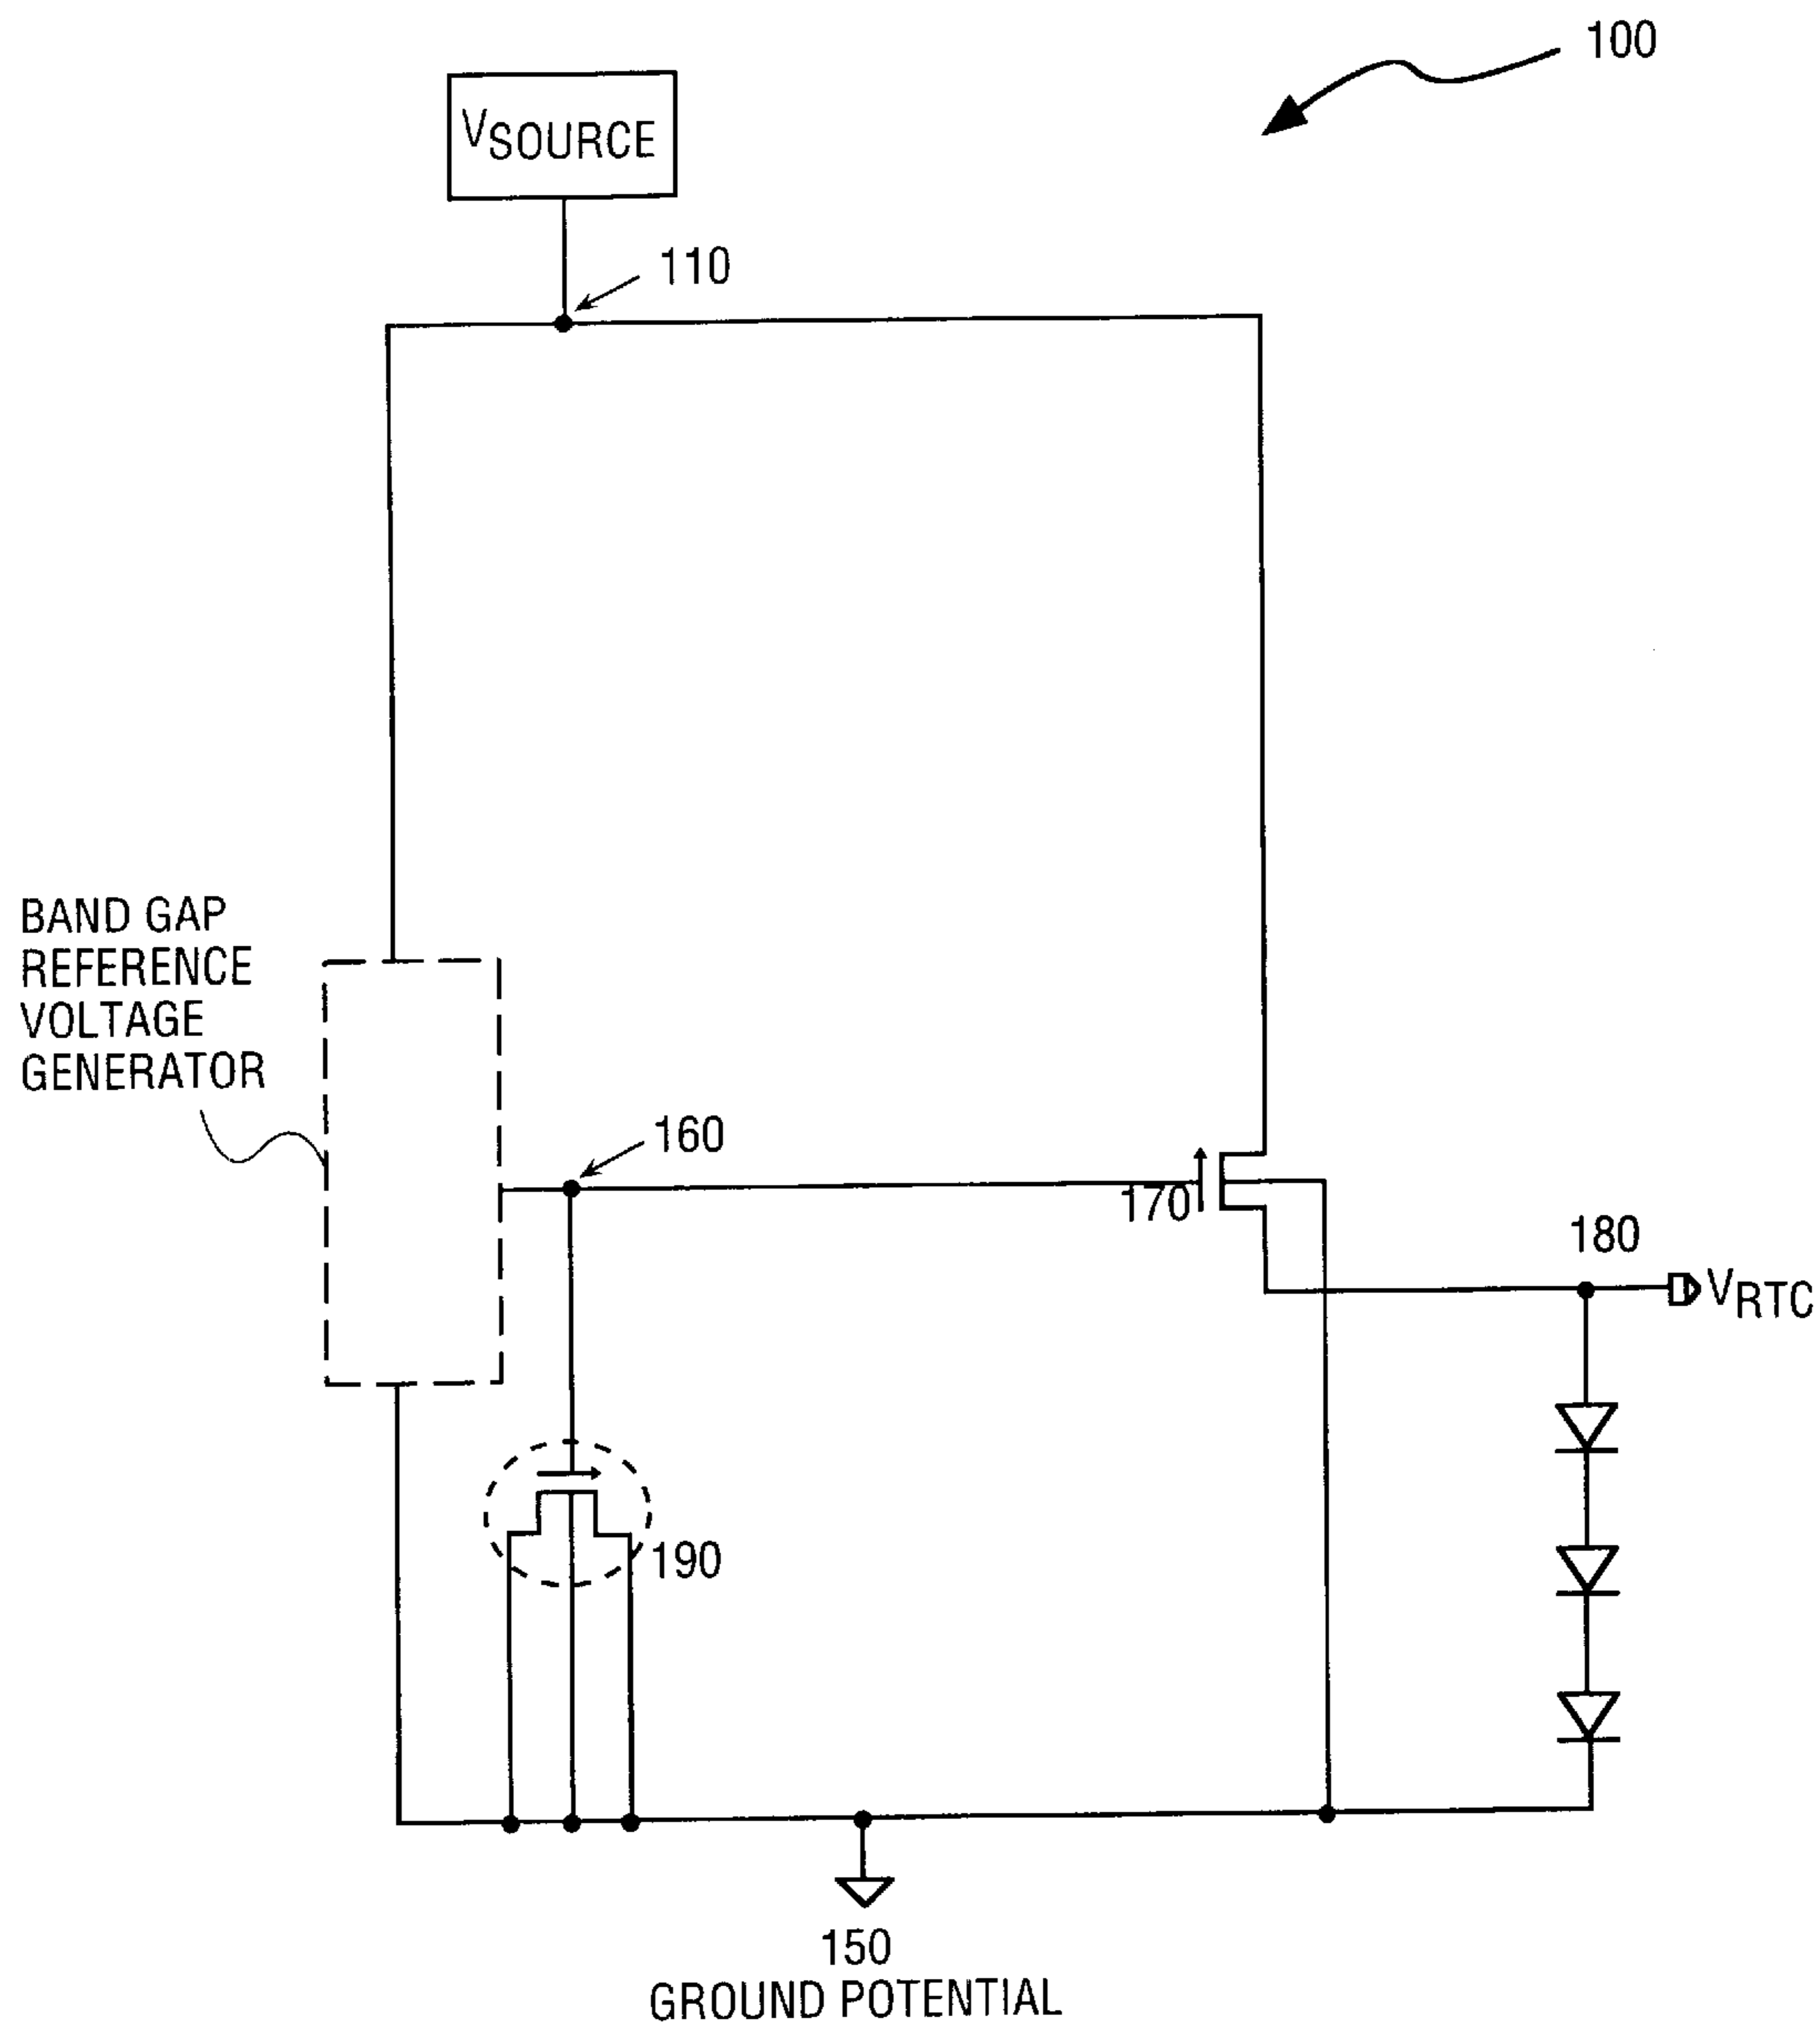 100
VSOURCE
110
BAND GAP
REFERENCE
VOLTAGE
GENERATOR
160
170
180
VRTC
190
150
GROUND POTENTIAL